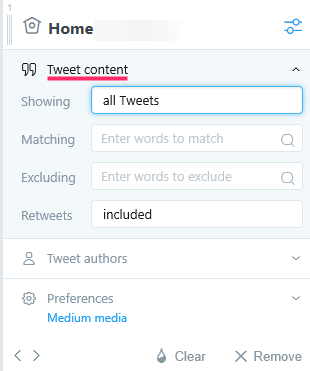 1
Home
Tweet content
Showing all Tweets
Matching Enter words to match
Excluding Enter words to exclude
Retweets included
Tweet authors
Preferences
Medium media
Clear Remove